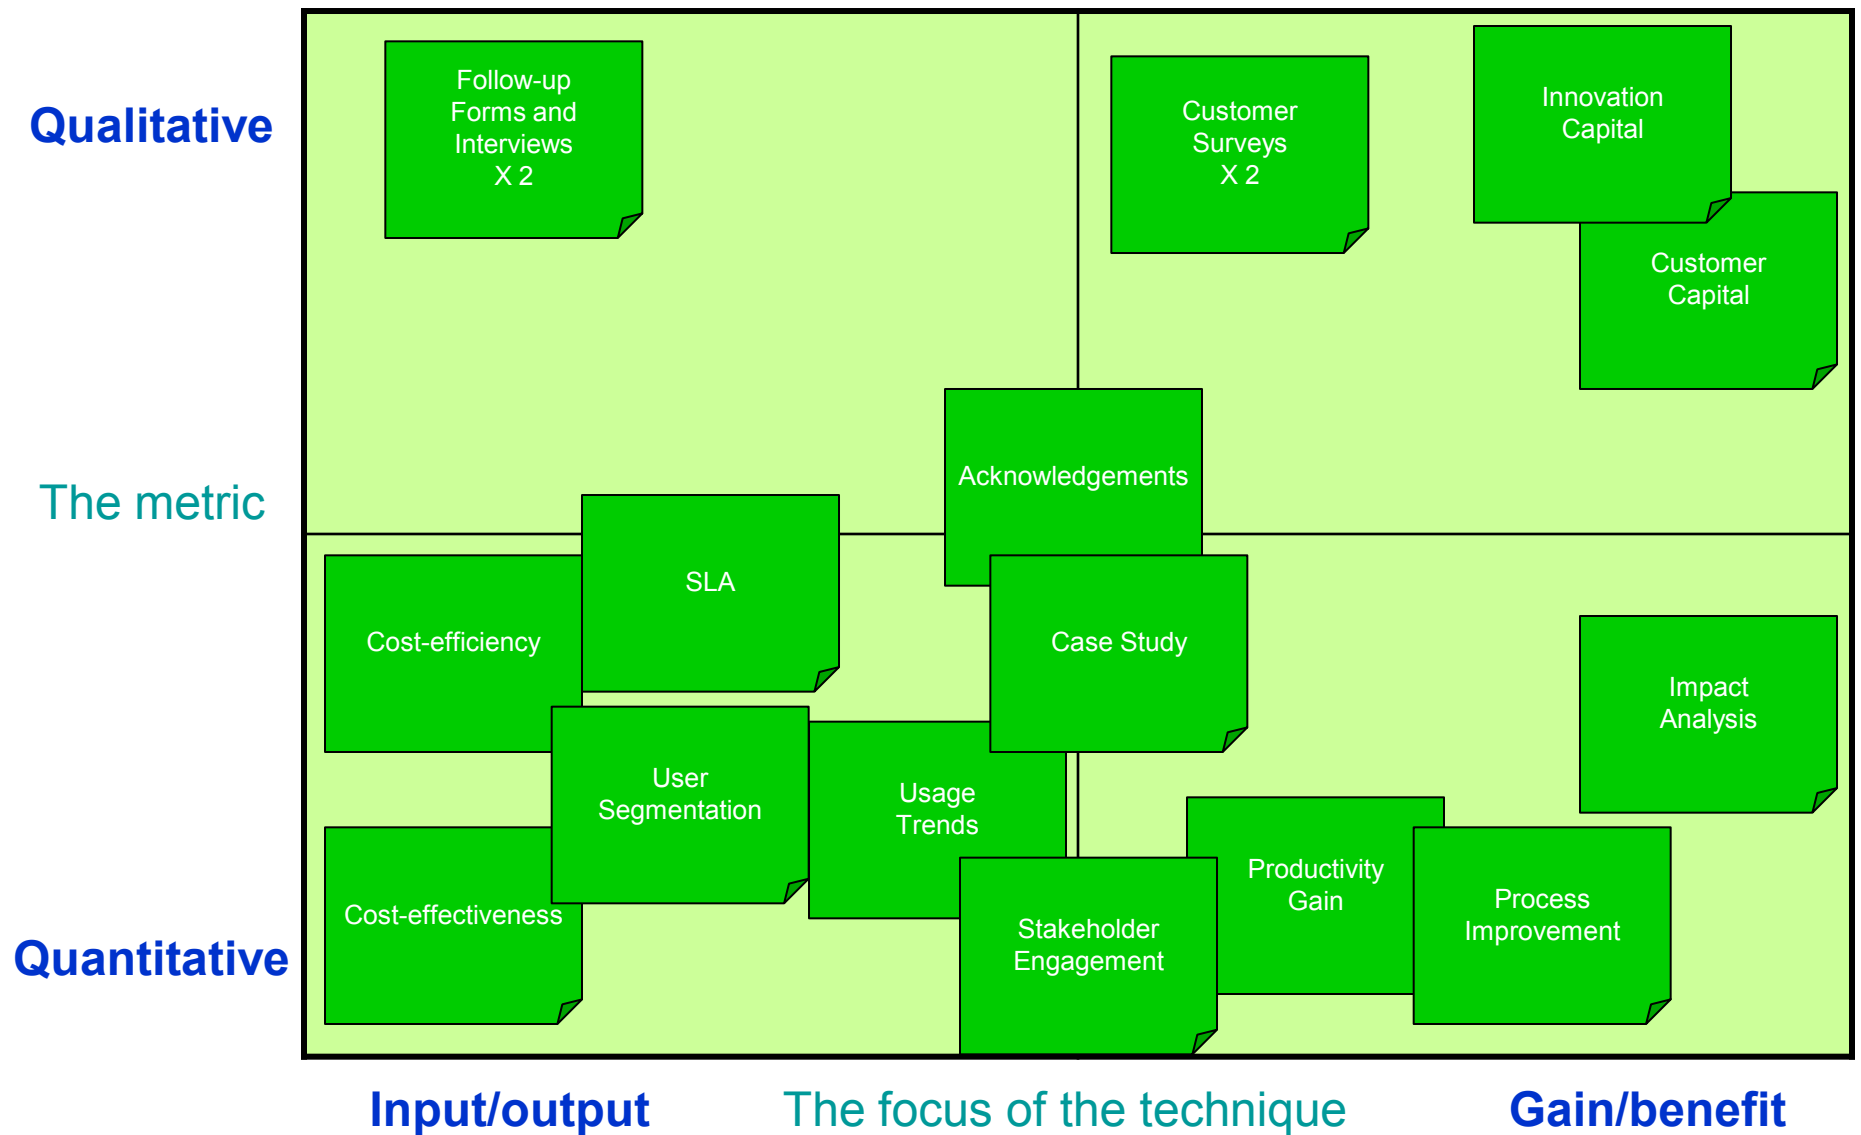 Qualitative
Follow-up
Forms and
Interviews
X 2
Customer
Surveys
X 2
Innovation
Capital
Customer
Capital
The metric
Acknowledgements
SLA
Cost-efficiency
Case Study
Impact
Analysis
User
Segmentation
Usage
Trends
Productivity
Gain
Process
Improvement
Cost-effectiveness
Stakeholder
Engagement
Quantitative
Input/output
The focus of the technique
Gain/benefit